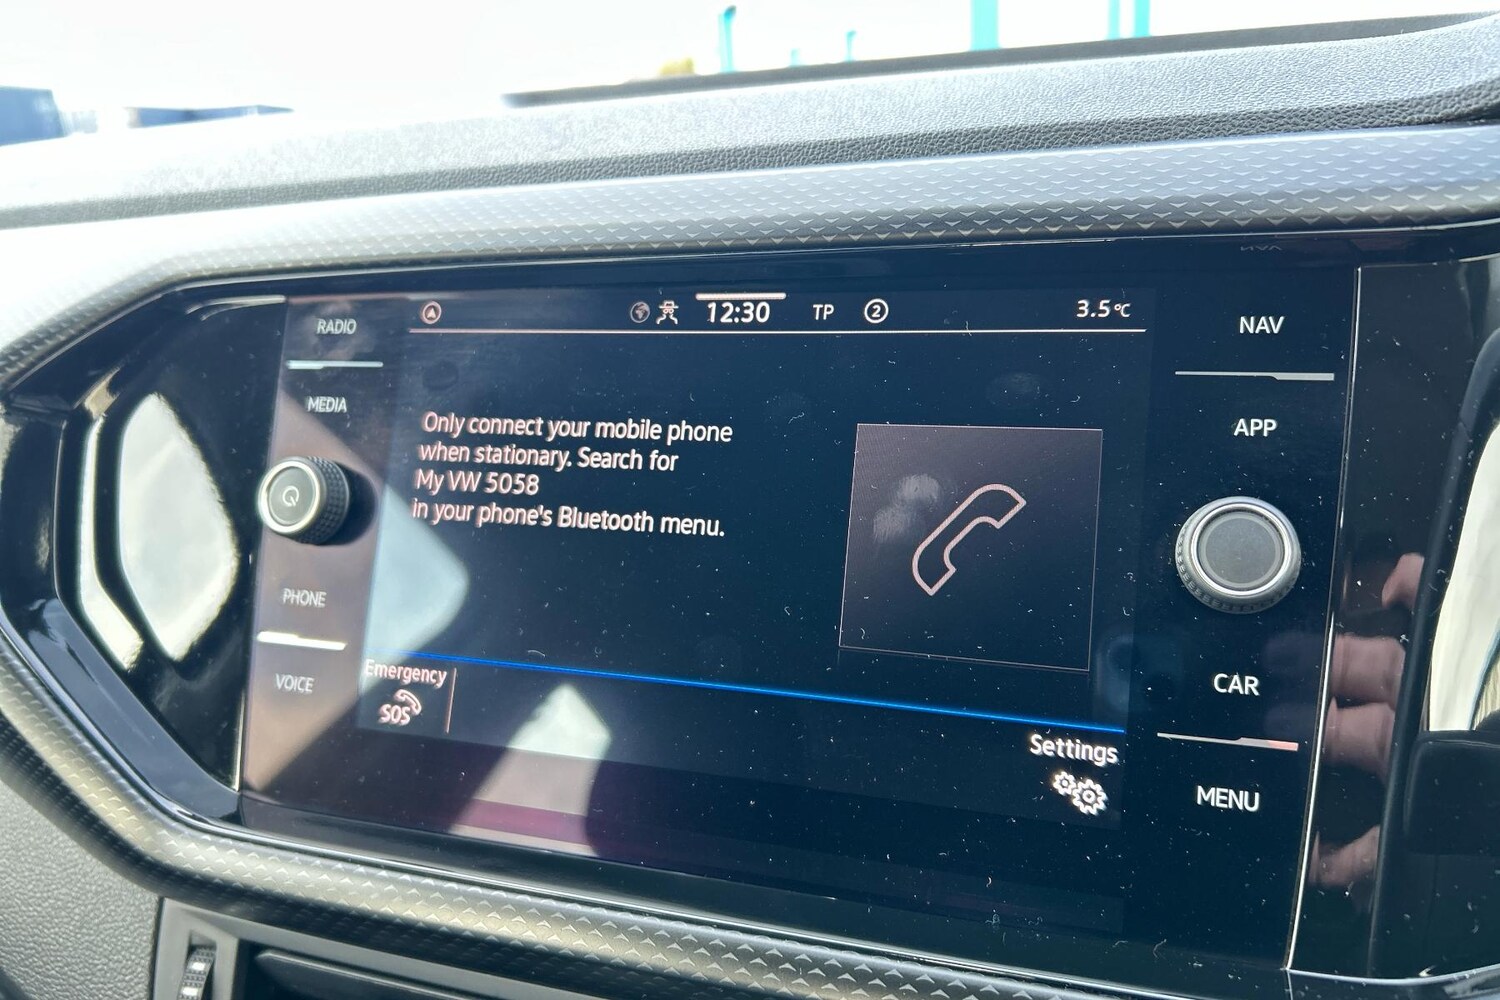 RADIO
MEDIA
PHONE
VOICE
12:30 TP 2 3.5°C
Only connect your mobile phone
when stationary. Search for
My VW 5058
in your phone's Bluetooth menu.
Emergency
SOS
Settings
NAV
APP
CAR
MENU